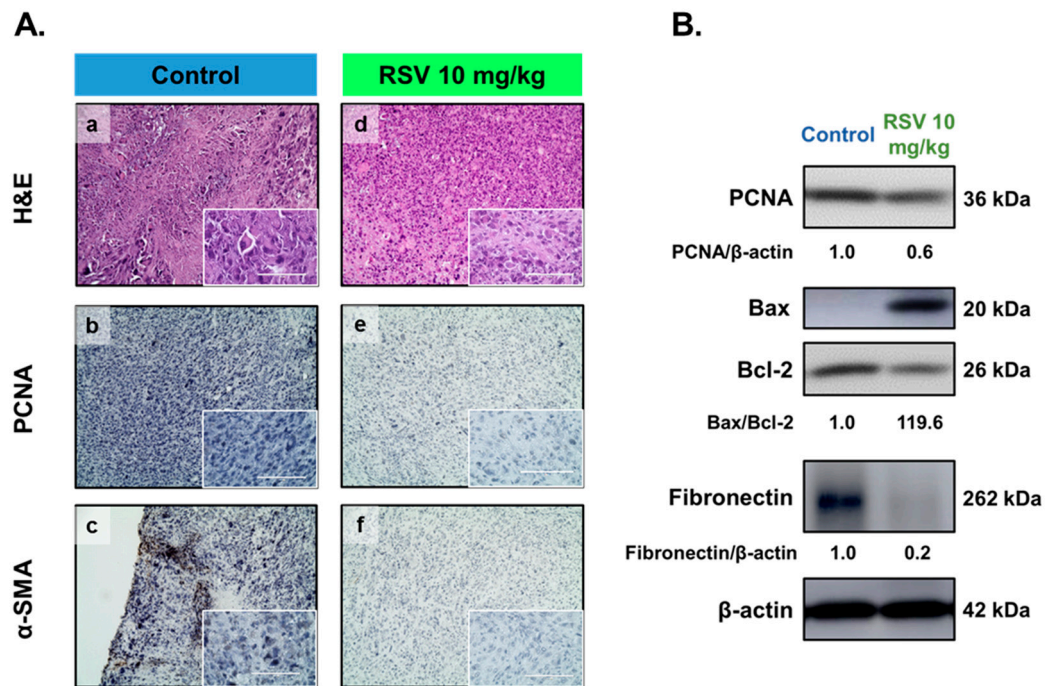 A.
Control
RSV 10 mg/kg
H&E
a
d
PCNA
b
e
α-SMA
c
f
B.
Control
RSV 10
mg/kg
PCNA
36 kDa
PCNA/β-actin 1.0 0.6
Bax
20 kDa
Bcl-2
26 kDa
Bax/Bcl-2 1.0 119.6
Fibronectin
262 kDa
Fibronectin/β-actin 1.0 0.2
β-actin
42 kDa